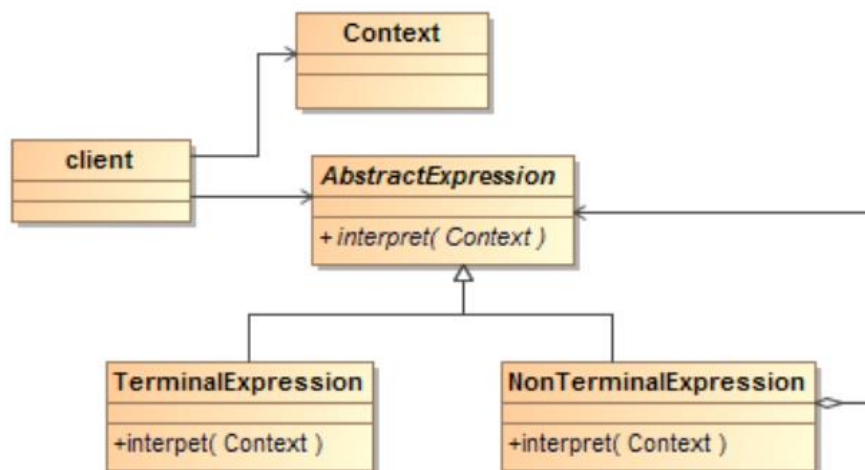 Context
client
AbstractExpression
+ interpret( Context )
TerminalExpression
+interpet( Context )
NonTerminalExpression
+interpret( Context )